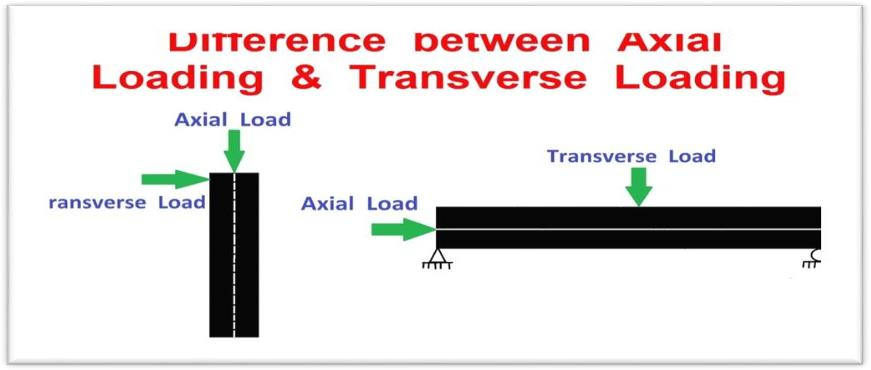 Difference between Axial
Loading & Transverse Loading
Axial Load
Transverse Load
ransverse Load
Axial Load